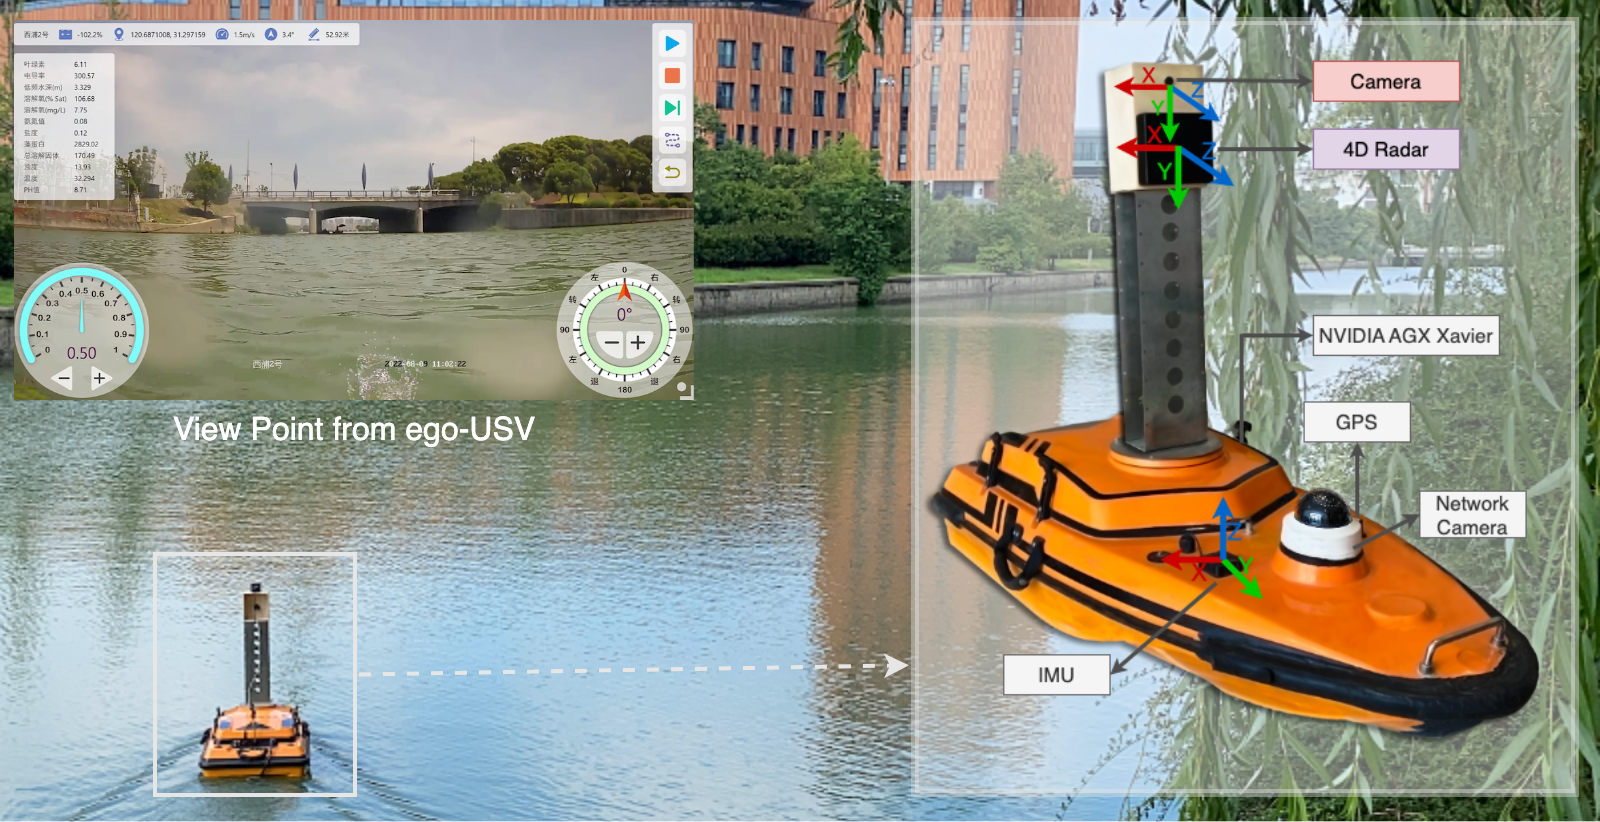 西浦2号 -102.2% 120.6871008, 31.297159 1.5m/s 3.4° 52.92米
叶绿素 6.11
电导率 300.57
低频水深(m) 3.329
溶解氧(% Sat) 106.68
溶解氧(mg/L) 7.75
氨氮值 0.08
盐度 0.12
藻蛋白 2829.02
总溶解固体 170.49
浊度 13.93
温度 32.294
PH值 8.71
0 0.1 0.2 0.3 0.4 0.5 0.6 0.7 0.8 0.9 1
0.50
− +
西浦2号
11:02:22
0
左 右
转 转
0°
90 90
− +
左 右
退 退
180
View Point from ego-USV
X
Z
Y
Camera
X
Z
Y
4D Radar
NVIDIA AGX Xavier
GPS
Network
Camera
Z
Y
X
IMU